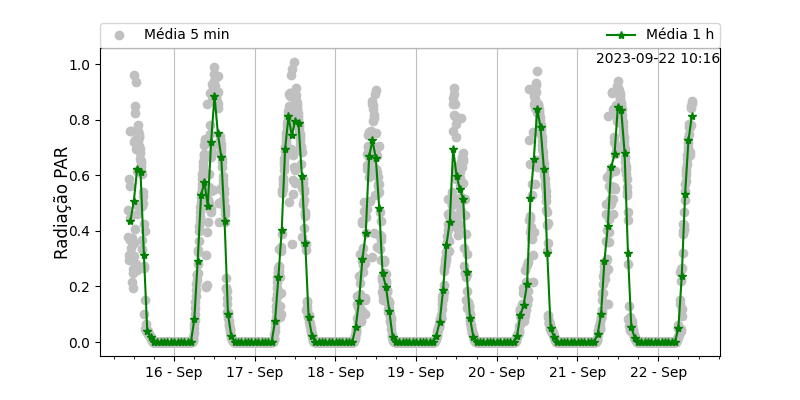 Média 5 min
Média 1 h
2023-09-22 10:16
Radiação PAR
1.0
0.8
0.6
0.4
0.2
0.0
16 - Sep
17 - Sep
18 - Sep
19 - Sep
20 - Sep
21 - Sep
22 - Sep